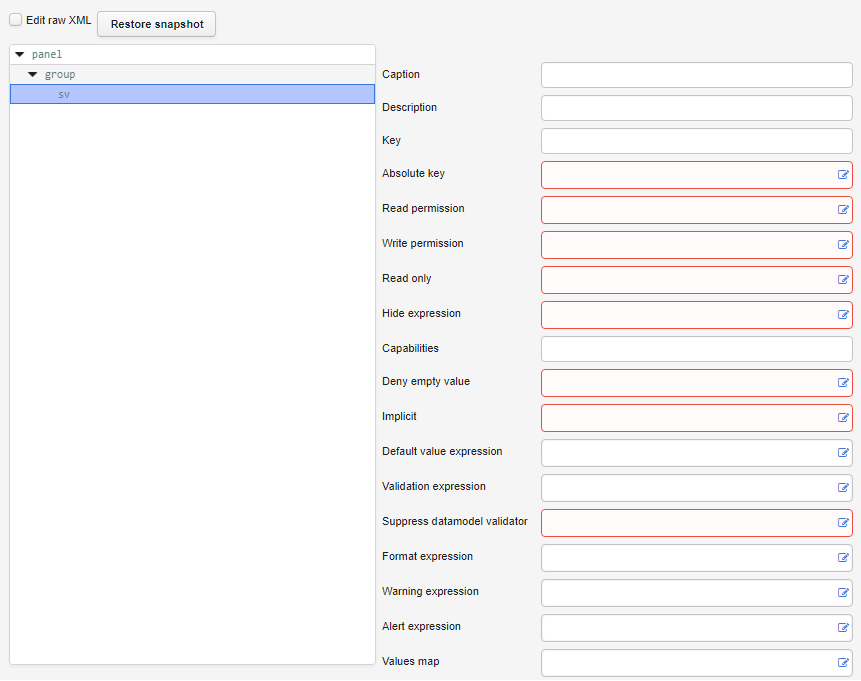 Edit raw XML
Restore snapshot
panel
group
sv
Caption
Description
Key
Absolute key
Read permission
Write permission
Read only
Hide expression
Capabilities
Deny empty value
Implicit
Default value expression
Validation expression
Suppress datamodel validator
Format expression
Warning expression
Alert expression
Values map